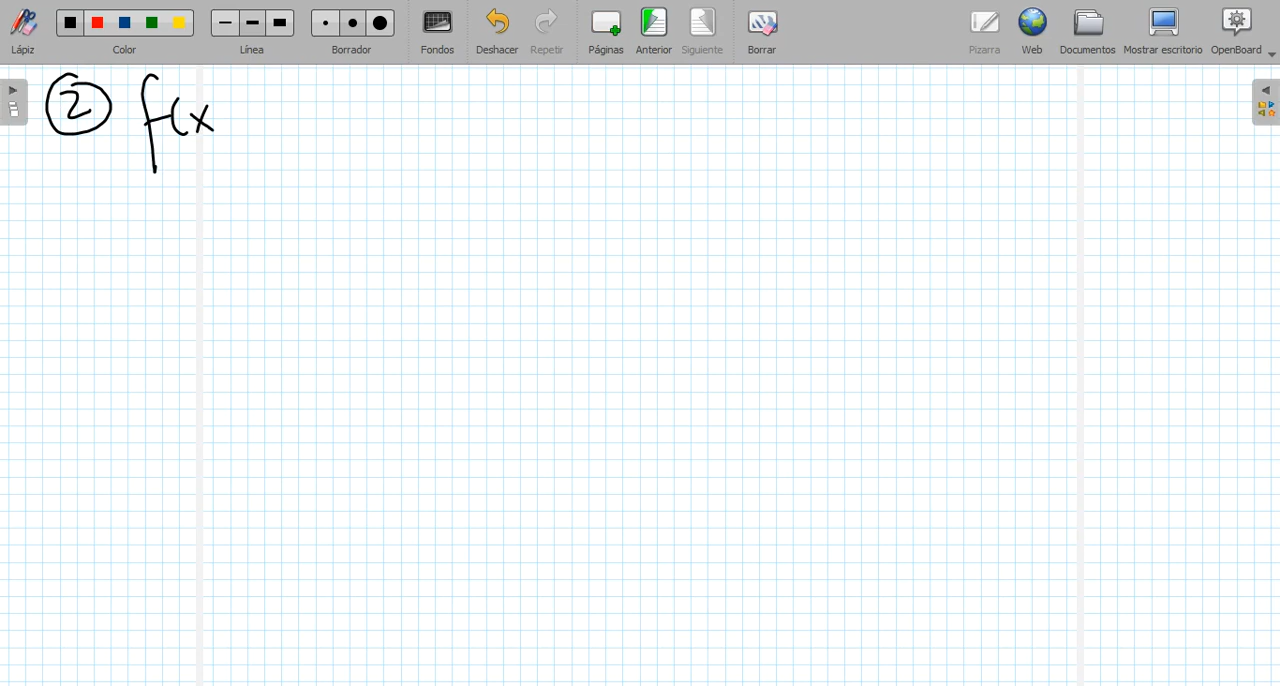 Lápiz Color Línea Borrador Fondos Deshacer Repetir Páginas Anterior Siguiente Borrar Pizarra Web Documentos Mostrar escritorio OpenBoard
② f(x